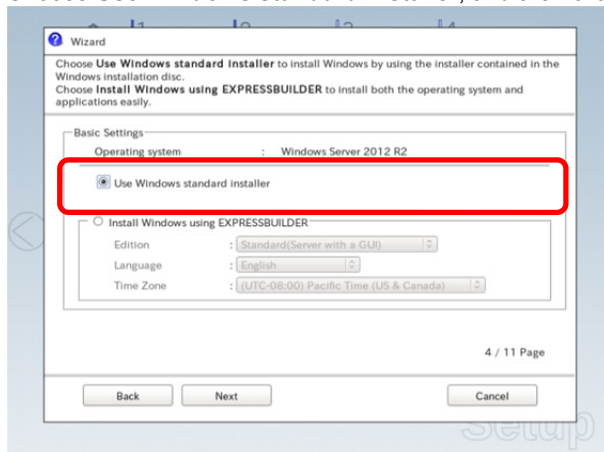 Wizard
Choose Use Windows standard Installer to install Windows by using the installer contained in the
Windows installation disc.
Choose Install Windows using EXPRESSBUILDER to install both the operating system and
applications easily.
Basic Settings
Operating system : Windows Server 2012 R2
Use Windows standard installer
Install Windows using EXPRESSBUILDER
Edition : Standard(Server with a GUI)
Language : English
Time Zone : (UTC-08:00) Pacific Time (US & Canada)
4 / 11 Page
Back Next Cancel
Setup